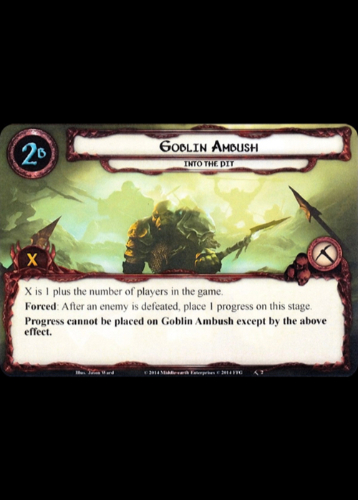 2B
Goblin Ambush
Into the Pit
X
X is 1 plus the number of players in the game.
Forced: After an enemy is defeated, place 1 progress on this stage.
Progress cannot be placed on Goblin Ambush except by the above
effect.
Illus. Jason Ward © 2014 Middle-earth Enterprises © 2014 FFG 7